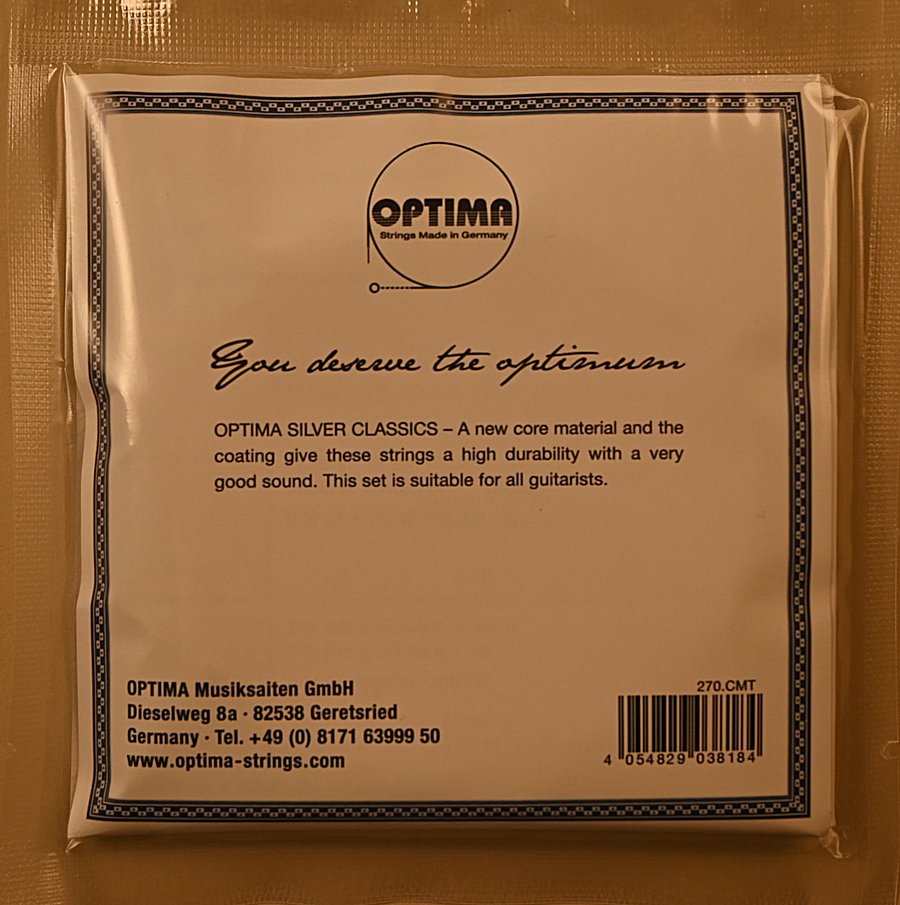 OPTIMA
Strings Made in Germany
You deserve the optimum
OPTIMA SILVER CLASSICS – A new core material and the
coating give these strings a high durability with a very
good sound. This set is suitable for all guitarists.
OPTIMA Musiksaiten GmbH
Dieselweg 8a · 82538 Geretsried
Germany · Tel. +49 (0) 8171 63999 50
www.optima-strings.com
270.CMT
4 054829 038184